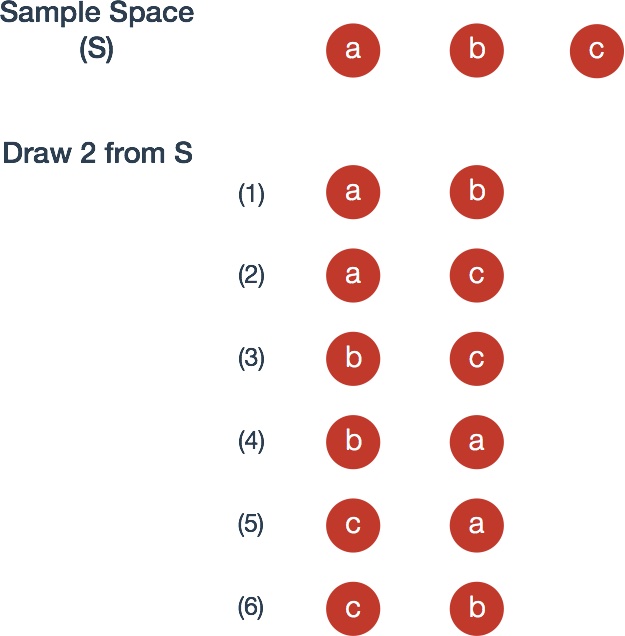 Sample Space
(S)
a b c
Draw 2 from S
(1) a b
(2) a c
(3) b c
(4) b a
(5) c a
(6) c b